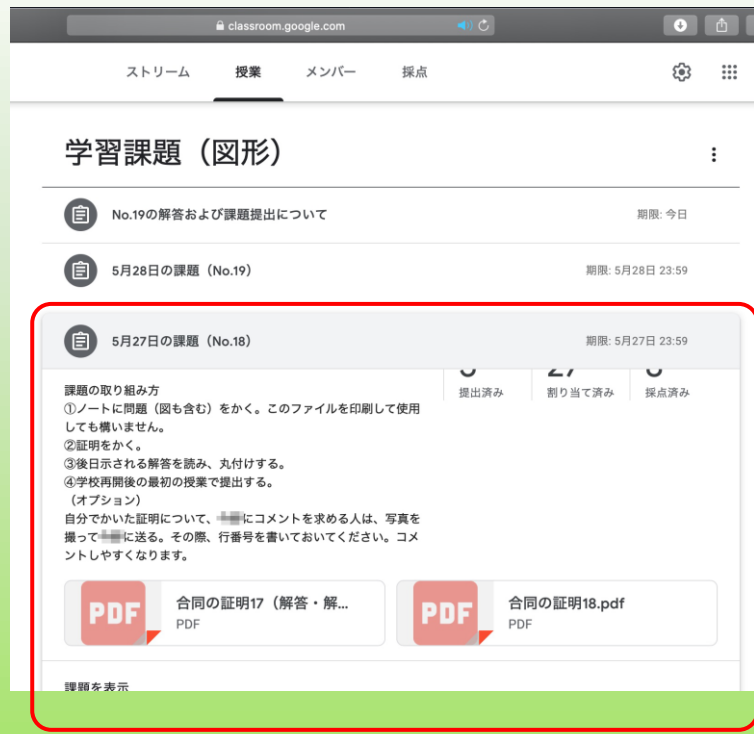 classroom.google.com
ストリーム 授業 メンバー 採点
学習課題（図形）
No.19の解答および課題提出について 期限: 今日
5月28日の課題（No.19） 期限: 5月28日 23:59
5月27日の課題（No.18） 期限: 5月27日 23:59
提出済み 割り当て済み 採点済み
課題の取り組み方
①ノートに問題（図も含む）をかく。このファイルを印刷して使用
しても構いません。
②証明をかく。
③後日示される解答を読み、丸付けする。
④学校再開後の最初の授業で提出する。
（オプション）
自分でかいた証明について、にコメントを求める人は、写真を
撮ってに送る。その際、行番号を書いておいてください。コメ
ントしやすくなります。
PDF 合同の証明17（解答・解... PDF
PDF 合同の証明18.pdf PDF
課題を表示